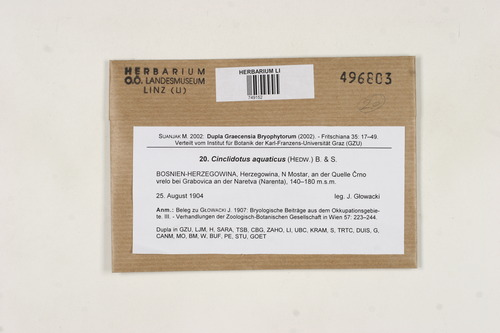 HERBARIUM
O.Ö. LANDESMUSEUM
LINZ (LI)
HERBARIUM LI
496803
SUANJAK M. 2002: Dupla Graecensia Bryophytorum (2002). - Fritschiana 35: 17–49.
Verteilt vom Institut für Botanik der Karl-Franzens-Universität Graz (GZU)
20. Cinclidotus aquaticus (HEDW.) B. & S.
BOSNIEN-HERZEGOWINA, Herzegowina, N Mostar, an der Quelle Črno
vrelo bei Grabovica an der Naretva (Narenta), 140–180 m.s.m.
25. August 1904 leg. J. Głowacki
Anm.: Beleg zu GŁOWACKI J. 1907: Bryologische Beiträge aus dem Okkupationsgebie-
te. III. - Verhandlungen der Zoologisch-Botanischen Gesellschaft in Wien 57: 223–244.
Dupla in GZU, LJM, H, SARA, TSB, CBG, ZAHO, LI, UBC, KRAM, S, TRTC, DUIS, G,
CANM, MO, BM, W, BUF, PE, STU, GOET